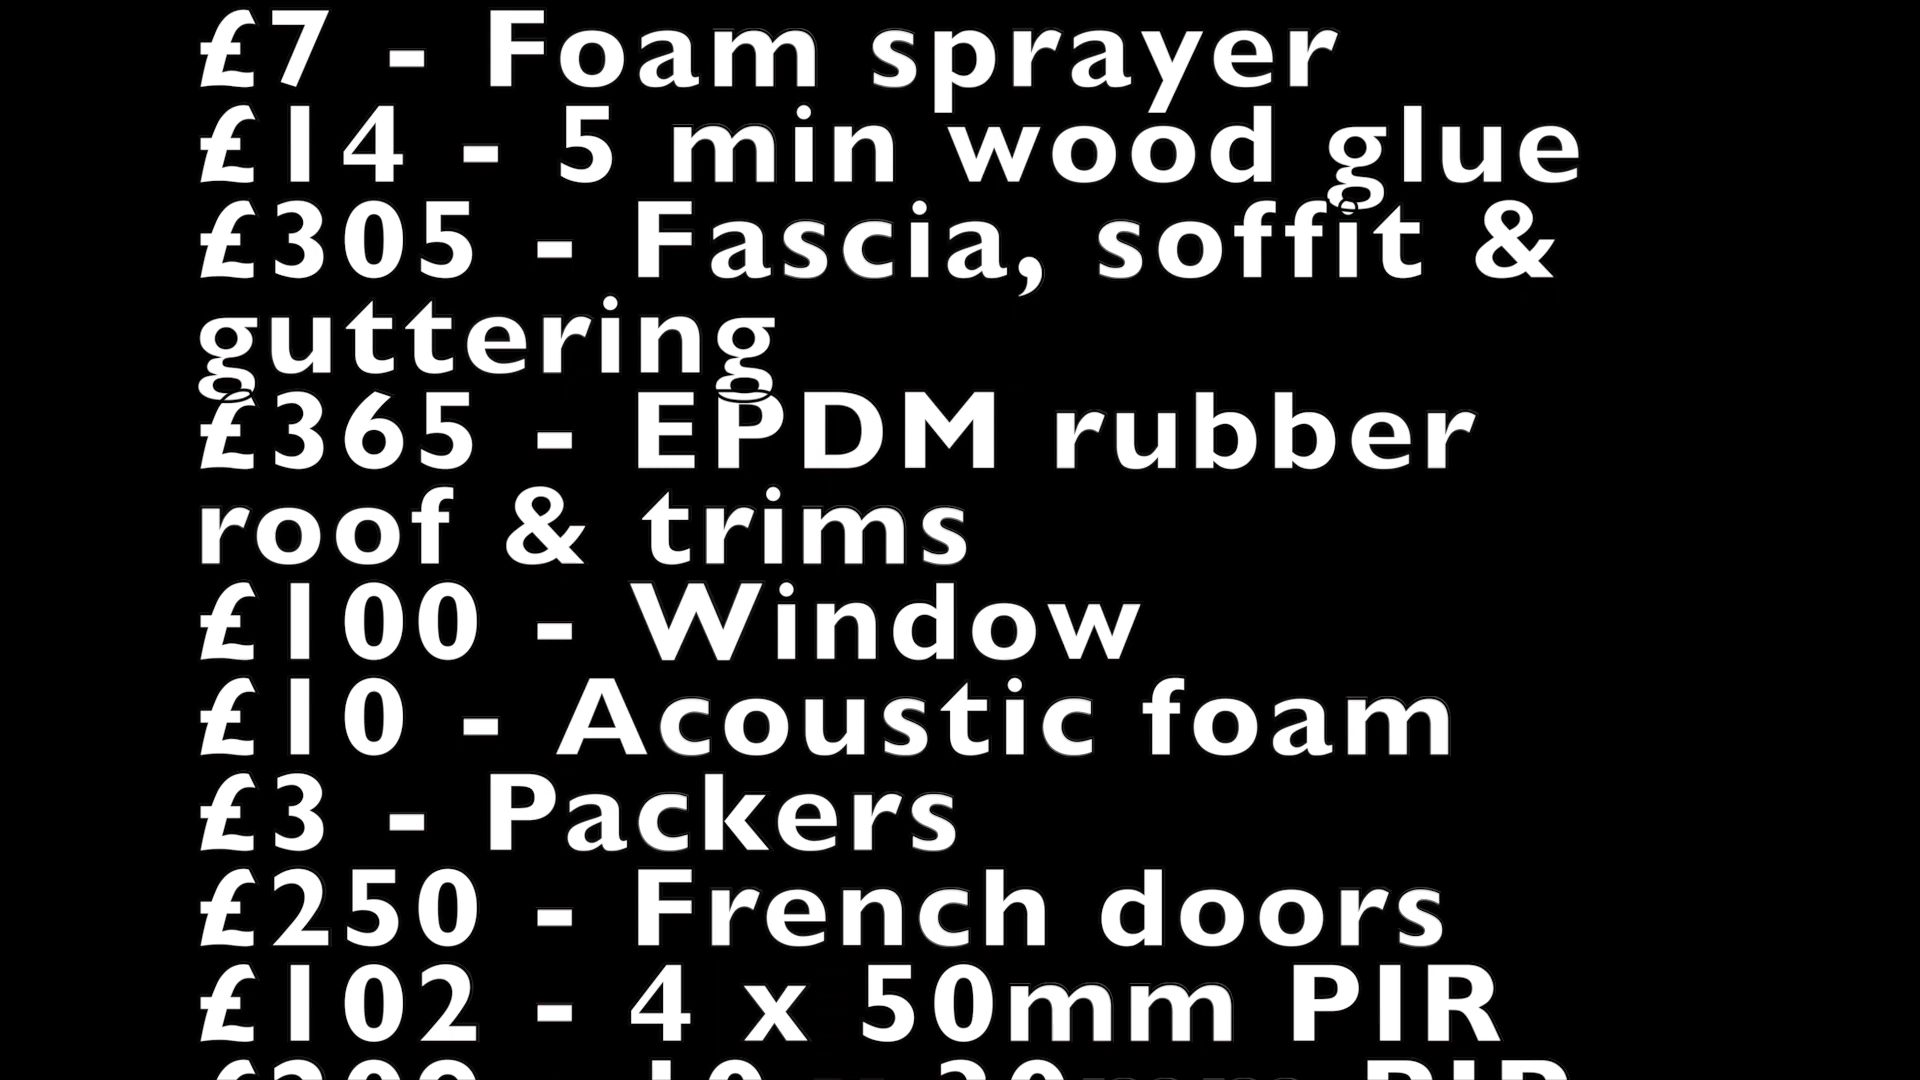 £7 - Foam sprayer
£14 - 5 min wood glue
£305 - Fascia, soffit &
guttering
£365 - EPDM rubber
roof & trims
£100 - Window
£10 - Acoustic foam
£3 - Packers
£250 - French doors
£102 - 4 x 50mm PIR